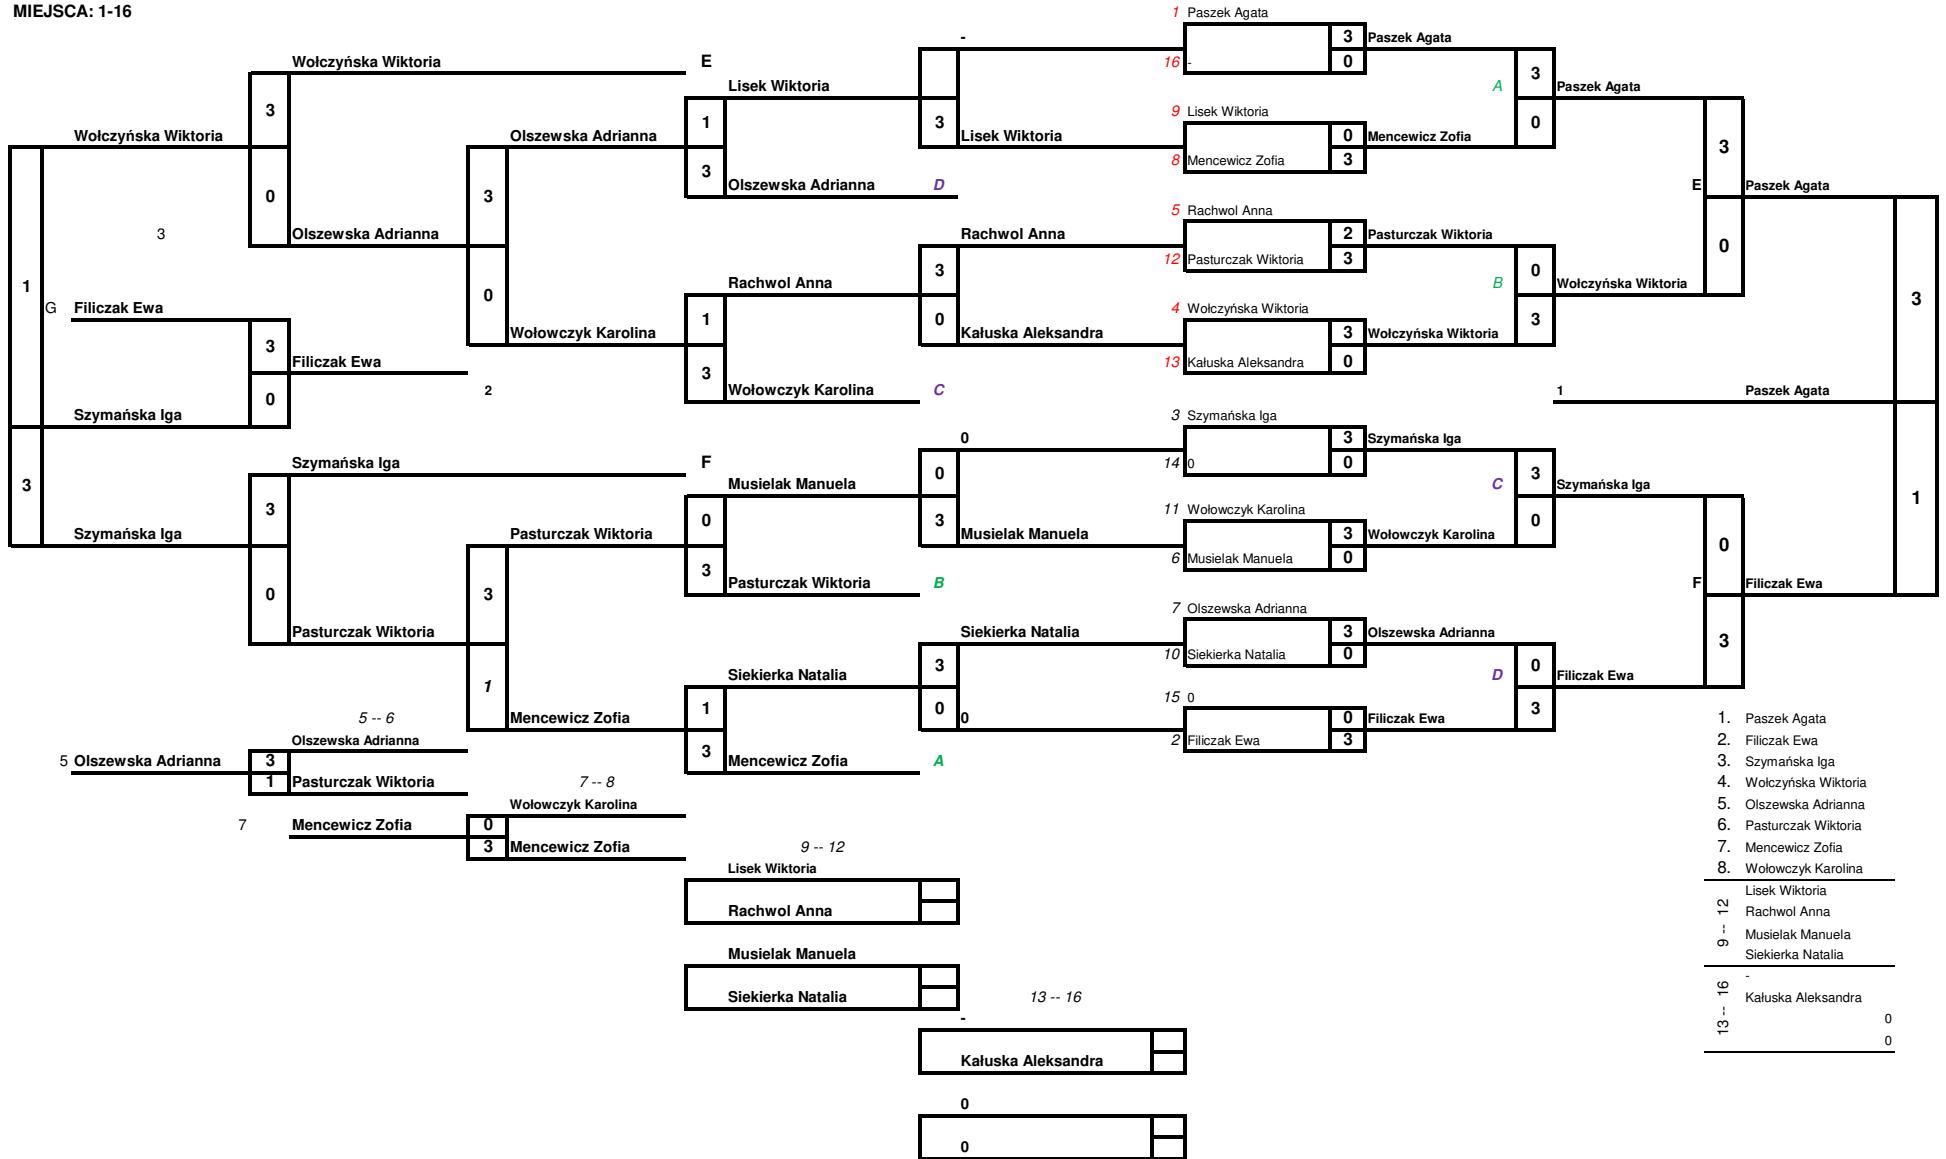 MIEJSCA: 1-16
1 Paszek Agata
- 3 Paszek Agata
Wołczyńska Wiktoria E 16 - 0
Lisek Wiktoria A 3 Paszek Agata
3 9 Lisek Wiktoria
Wołczyńska Wiktoria Olszewska Adrianna 1 3 Lisek Wiktoria 0 Mencewicz Zofia 0
8 Mencewicz Zofia 3 3
0 3 3 Olszewska Adrianna D E Paszek Agata
5 Rachwol Anna
3 Olszewska Adrianna Rachwol Anna 2 Pasturczak Wiktoria 0
12 Pasturczak Wiktoria 3
1 0 Rachwol Anna 3 B 0 Wołczyńska Wiktoria 3
G Filiczak Ewa 4 Wołczyńska Wiktoria
Wołowczyk Karolina 1 0 Kałuska Aleksandra 3 Wołczyńska Wiktoria 3
3 Filiczak Ewa 13 Kałuska Aleksandra 0
2 3 Wołowczyk Karolina C 1 Paszek Agata
Szymańska Iga 0
3 Szymańska Iga
0 3 Szymańska Iga
Szymańska Iga F 14 0 0
3 Musielak Manuela 0 C 3 Szymańska Iga 1
3 11 Wołowczyk Karolina
Szymańska Iga Pasturczak Wiktoria 0 3 Musielak Manuela 3 Wołowczyk Karolina 0
6 Musielak Manuela 0 0
0 3 3 Pasturczak Wiktoria B F Filiczak Ewa
7 Olszewska Adrianna
Pasturczak Wiktoria Siekierka Natalia 3 Olszewska Adrianna 3
10 Siekierka Natalia 0
1 Siekierka Natalia 3 D 0 Filiczak Ewa
15 0
5 -- 6 Mencewicz Zofia 1 0 0 0 Filiczak Ewa 3 1. Paszek Agata
Olszewska Adrianna 2 Filiczak Ewa 3 2. Filiczak Ewa
5 Olszewska Adrianna 3 3 Mencewicz Zofia A 3. Szymańska Iga
1 Pasturczak Wiktoria 7 -- 8 4. Wołczyńska Wiktoria
Wołowczyk Karolina 5. Olszewska Adrianna
7 Mencewicz Zofia 0 6. Pasturczak Wiktoria
3 Mencewicz Zofia 9 -- 12 7. Mencewicz Zofia
Lisek Wiktoria 8. Wołowczyk Karolina
Lisek Wiktoria
Rachwol Anna 9 -- 12 Rachwol Anna
Musielak Manuela
Musielak Manuela Siekierka Natalia
-
Siekierka Natalia 13 -- 16 13 -- 16 Kałuska Aleksandra
- 0
0
Kałuska Aleksandra
0
0